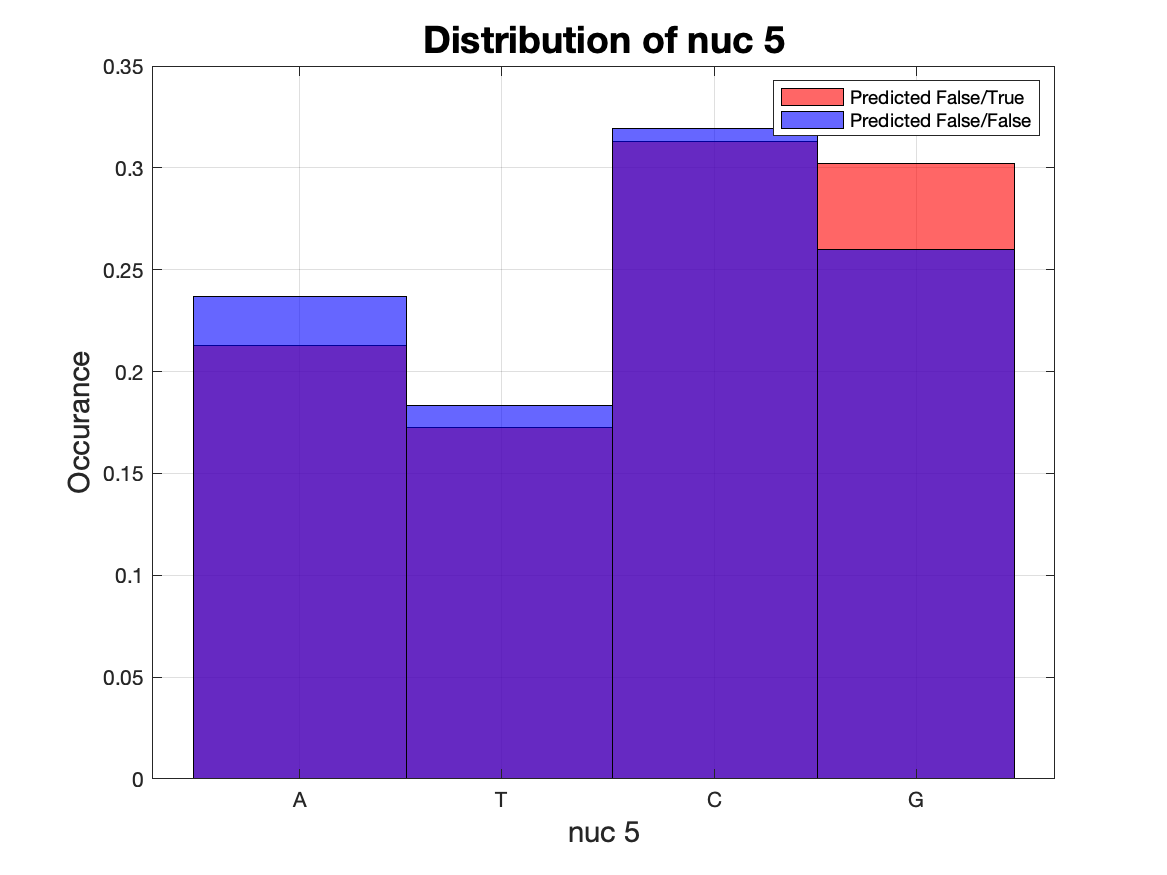 Distribution of nuc 5
Predicted False/True
Predicted False/False
0.35
0.3
0.25
0.2
0.15
0.1
0.05
0
Occurance
A T C G
nuc 5